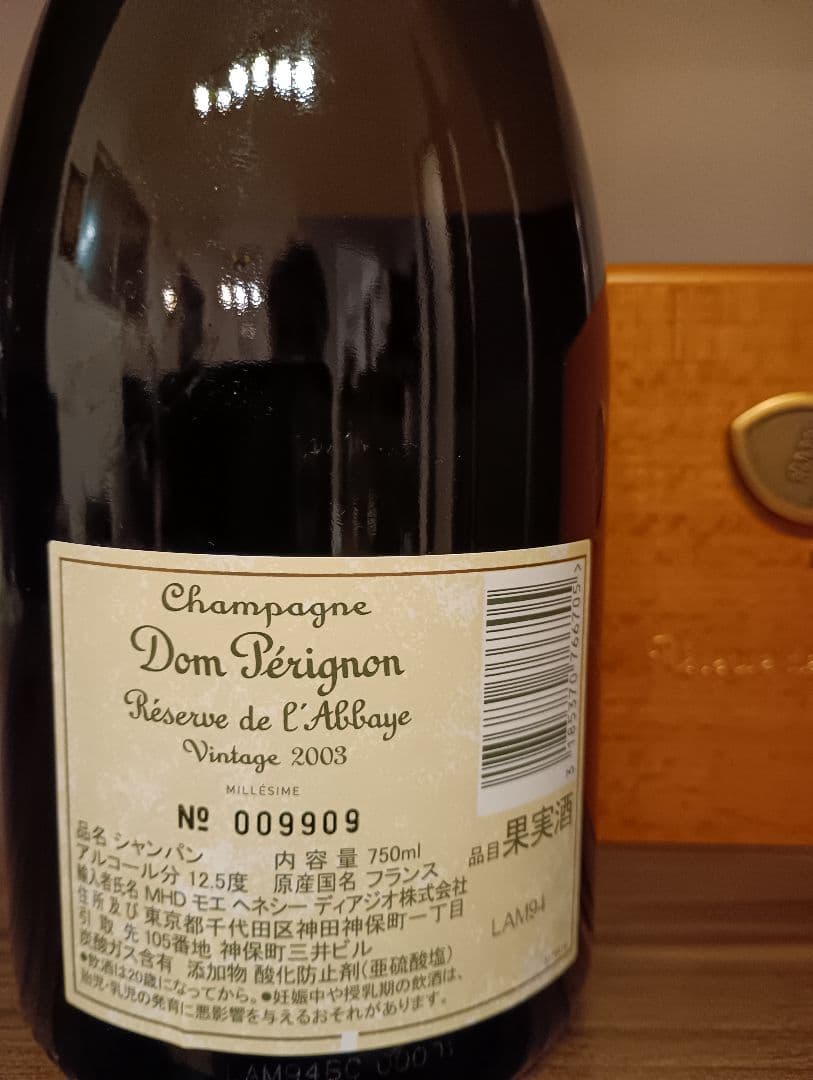 Champagne
Dom Pérignon
Réserve de l'Abbaye
Vintage 2003
MILLÉSIME
Nº 009909
3 185370 766705 >
品名 シャンパン
内容量 750ml
品目 果実酒
アルコール分 12.5度 原産国名 フランス
輸入者氏名 MHD モエ ヘネシー ディアジオ株式会社
住所及び 東京都千代田区神田神保町一丁目
引取先 105番地 神保町三井ビル
炭酸ガス含有 添加物 酸化防止剤(亜硫酸塩)
●飲酒は20歳になってから。●妊娠中や授乳期の飲酒は、
胎児・乳児の発育に悪影響を与えるおそれがあります。
LAM94
Réserve de